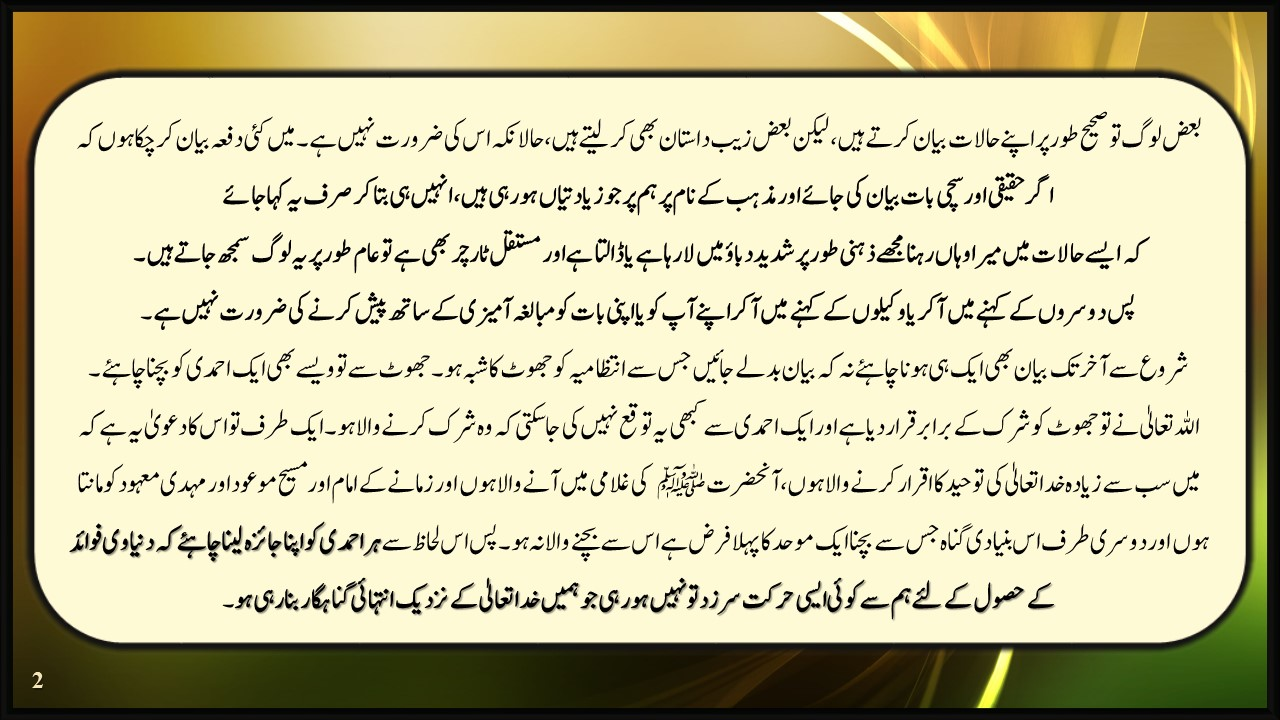 بعض لوگ تو صحیح طور پر اپنے حالات بیان کرتے ہیں، لیکن بعض زیب داستان بھی کر لیتے ہیں، حالانکہ اس کی ضرورت نہیں ہے۔ میں کئی دفعہ بیان کر چکا ہوں کہ
اگر حقیقی اور سچی بات بیان کی جائے اور مذہب کے نام پر ہم پر جو زیادتیاں ہو رہی ہیں، انہیں ہی بتا کر صرف یہ کہا جائے
کہ ایسے حالات میں میرا وہاں رہنا مجھے ذہنی طور پر شدید دباؤ میں لا رہا ہے یا ڈالتا ہے اور مستقل ٹارچر بھی ہے تو عام طور پر یہ لوگ سمجھ جاتے ہیں۔
پس دوسروں کے کہنے میں آکر یا وکیلوں کے کہنے میں آکر اپنے آپ کو یا اپنی بات کو مبالغہ آمیزی کے ساتھ پیش کرنے کی ضرورت نہیں ہے۔
شروع سے آخر تک بیان بھی ایک ہی ہونا چاہئے نہ کہ بیان بدلے جائیں جس سے انتظامیہ کو جھوٹ کا شبہ ہو۔ جھوٹ سے تو ویسے بھی ایک احمدی کو بچنا چاہئے۔
اللہ تعالیٰ نے تو جھوٹ کو شرک کے برابر قرار دیا ہے اور ایک احمدی سے کبھی یہ توقع نہیں کی جاسکتی کہ وہ شرک کرنے والا ہو۔ ایک طرف تو اس کا دعویٰ یہ ہے کہ
میں سب سے زیادہ خدا تعالیٰ کی توحید کا اقرار کرنے والا ہوں، آنحضرت ﷺ کی غلامی میں آنے والا ہوں اور زمانے کے امام اور مسیح موعود اور مہدی معہود کو مانتا
ہوں اور دوسری طرف اس بنیادی گناہ جس سے بچنا ایک موحد کا پہلا فرض ہے اس سے بچنے والا نہ ہو۔ پس اس لحاظ سے ہر احمدی کو اپنا جائزہ لینا چاہئے کہ دنیاوی فوائد
کے حصول کے لئے ہم سے کوئی ایسی حرکت سرزد تو نہیں ہو رہی جو ہمیں خدا تعالیٰ کے نزدیک انتہائی گناہگار بنا رہی ہو۔
2